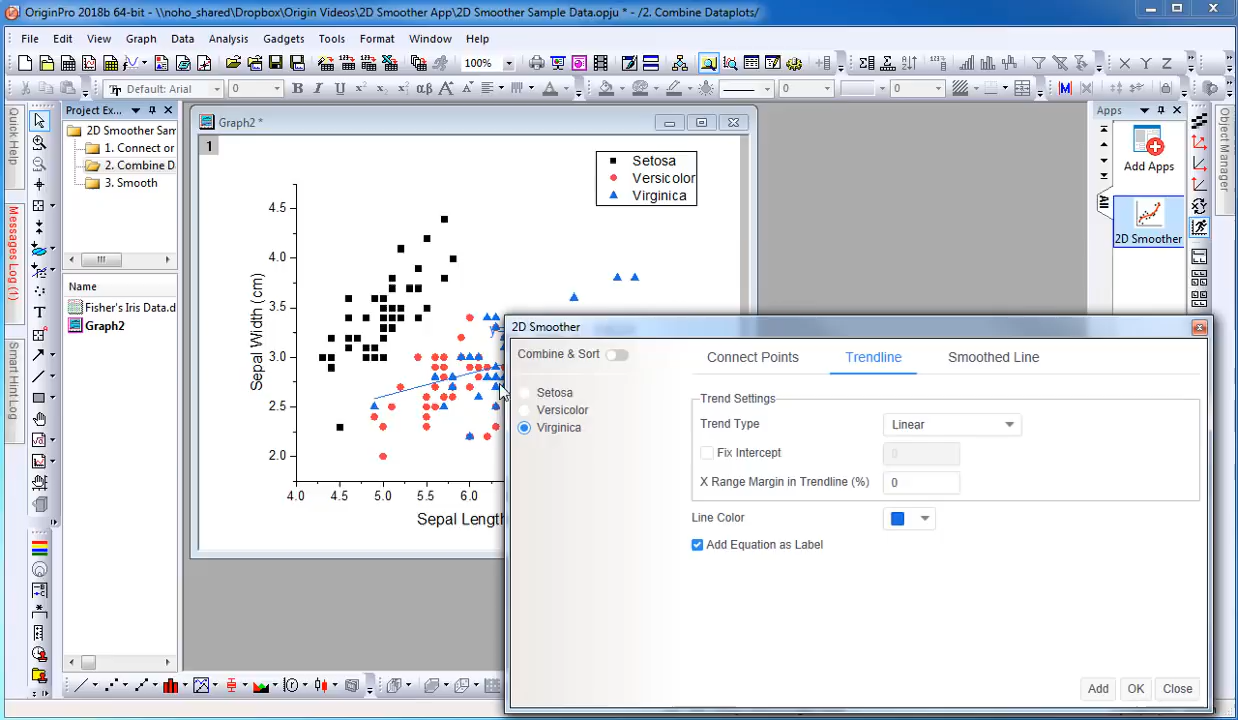 OriginPro 2018b 64-bit - \\noho_shared\Dropbox\Origin Videos\2D Smoother App\2D Smoother Sample Data.opju * - /2. Combine Dataplots/
File Edit View Graph Data Analysis Gadgets Tools Format Window Help
100%
Default: Arial 0 B I U αβ A A 0 0
Quick Help
Messages Log (1)
Smart Hint Log
Project Ex...
2D Smoother Sam
1. Connect or
2. Combine D
3. Smooth
Name
Fisher's Iris Data.d
Graph2
Graph2 *
1
Setosa
Versicolor
Virginica
4.5
4.0
3.5
3.0
2.5
2.0
Sepal Width (cm)
4.0 4.5 5.0 5.5 6.0
Sepal Length
Apps
Add Apps
All
2D Smoother
Object Manager
2D Smoother
Combine & Sort
Setosa
Versicolor
Virginica
Connect Points Trendline Smoothed Line
Trend Settings
Trend Type Linear
Fix Intercept 0
X Range Margin in Trendline (%) 0
Line Color
Add Equation as Label
Add OK Close